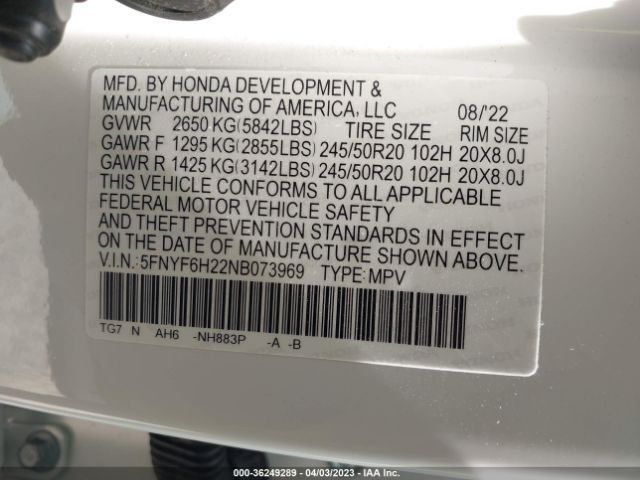 MFD. BY HONDA DEVELOPMENT &
MANUFACTURING OF AMERICA, LLC 08/'22
GVWR 2650 KG(5842LBS) TIRE SIZE RIM SIZE
GAWR F 1295 KG(2855LBS) 245/50R20 102H 20X8.0J
GAWR R 1425 KG(3142LBS) 245/50R20 102H 20X8.0J
THIS VEHICLE CONFORMS TO ALL APPLICABLE
FEDERAL MOTOR VEHICLE SAFETY
AND THEFT PREVENTION STANDARDS IN EFFECT
ON THE DATE OF MANUFACTURE SHOWN ABOVE.
V.I.N.:5FNYF6H22NB073969 TYPE:MPV
TG7 N AH6 -NH883P -A -B
000-36249289 - 04/03/2023 - IAA Inc.